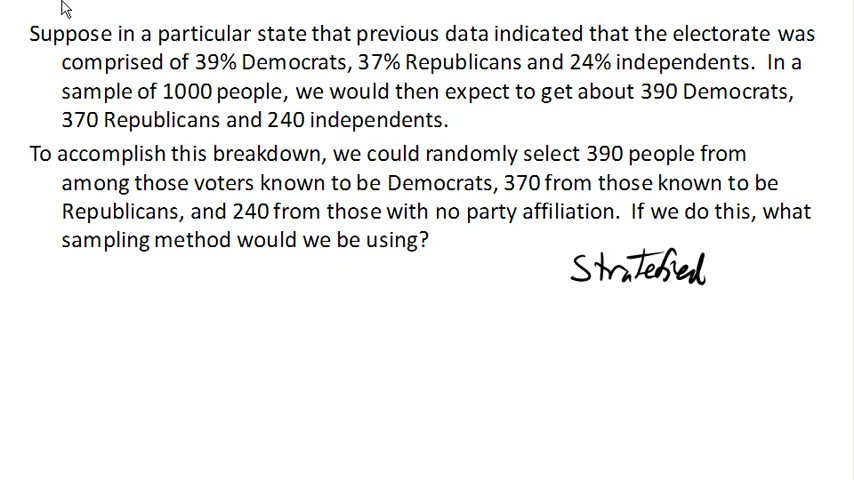 Suppose in a particular state that previous data indicated that the electorate was
comprised of 39% Democrats, 37% Republicans and 24% independents. In a
sample of 1000 people, we would then expect to get about 390 Democrats,
370 Republicans and 240 independents.
To accomplish this breakdown, we could randomly select 390 people from
among those voters known to be Democrats, 370 from those known to be
Republicans, and 240 from those with no party affiliation. If we do this, what
sampling method would we be using?
Stratefied